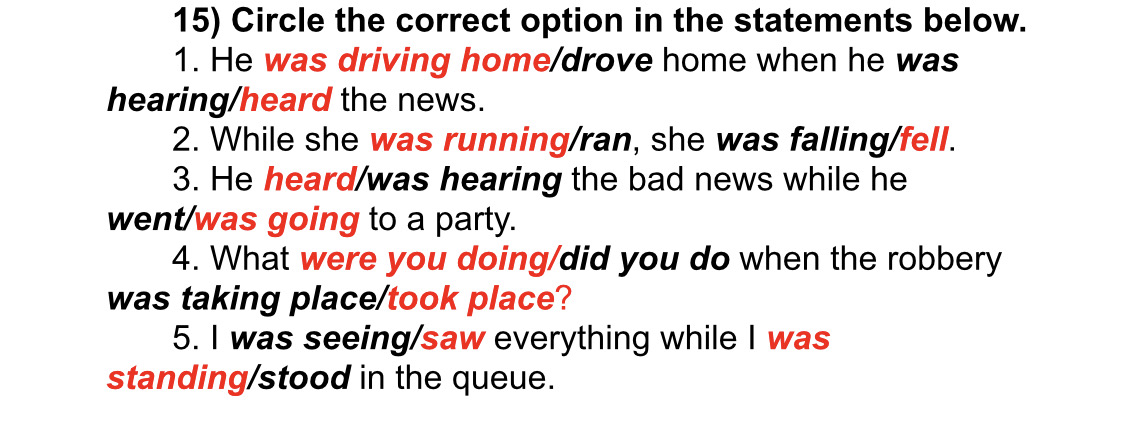 15) Circle the correct option in the statements below.
1. He was driving home/drove home when he was
hearing/heard the news.
2. While she was running/ran, she was falling/fell.
3. He heard/was hearing the bad news while he
went/was going to a party.
4. What were you doing/did you do when the robbery
was taking place/took place?
5. I was seeing/saw everything while I was
standing/stood in the queue.